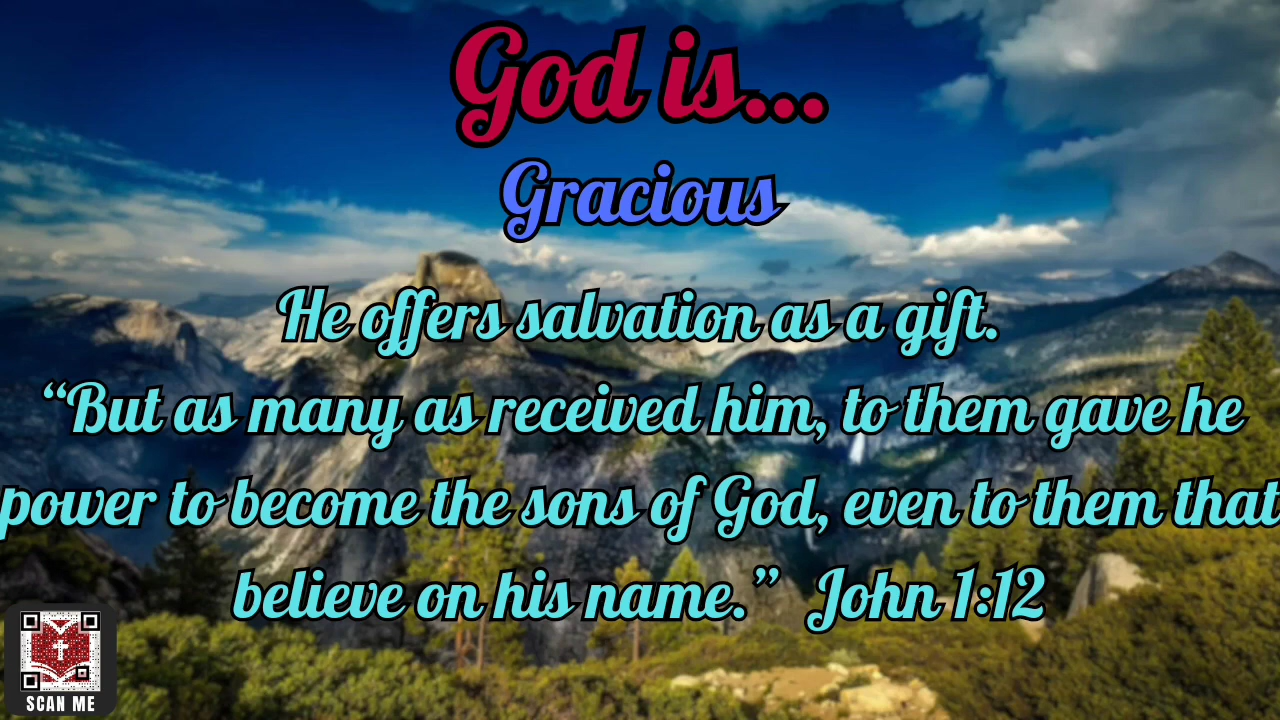 God is...
Gracious
He offers salvation as a gift.
“But as many as received him, to them gave he
power to become the sons of God, even to them that
believe on his name.” John 1:12
SCAN ME